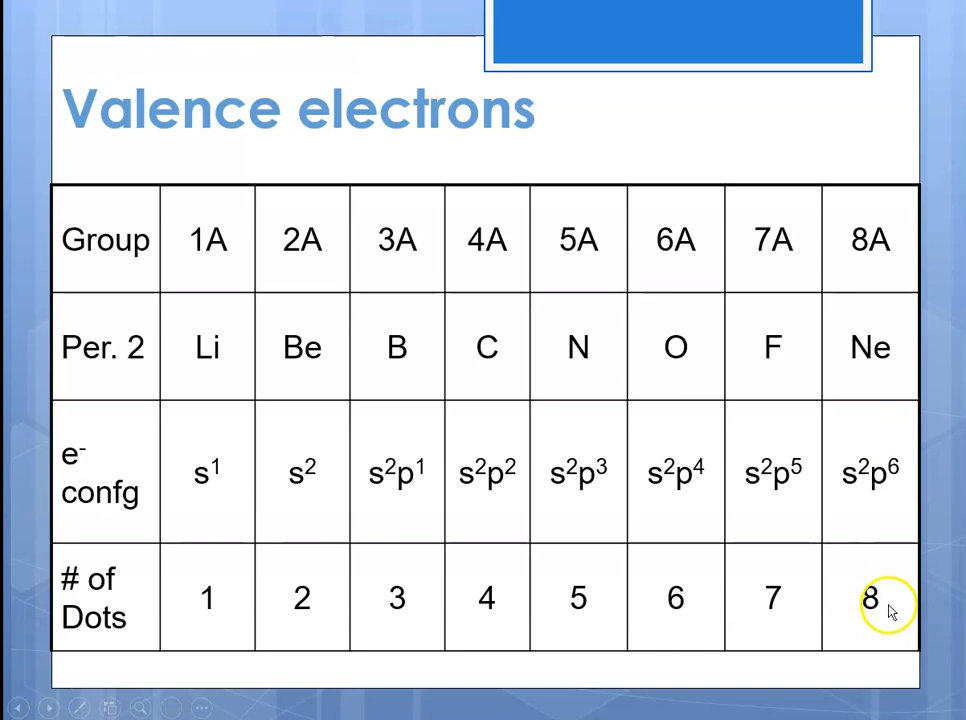 Valence electrons
Group 1A 2A 3A 4A 5A 6A 7A 8A
Per. 2 Li Be B C N O F Ne
e⁻
confg s¹ s² s²p¹ s²p² s²p³ s²p⁴ s²p⁵ s²p⁶
# of
Dots 1 2 3 4 5 6 7 8